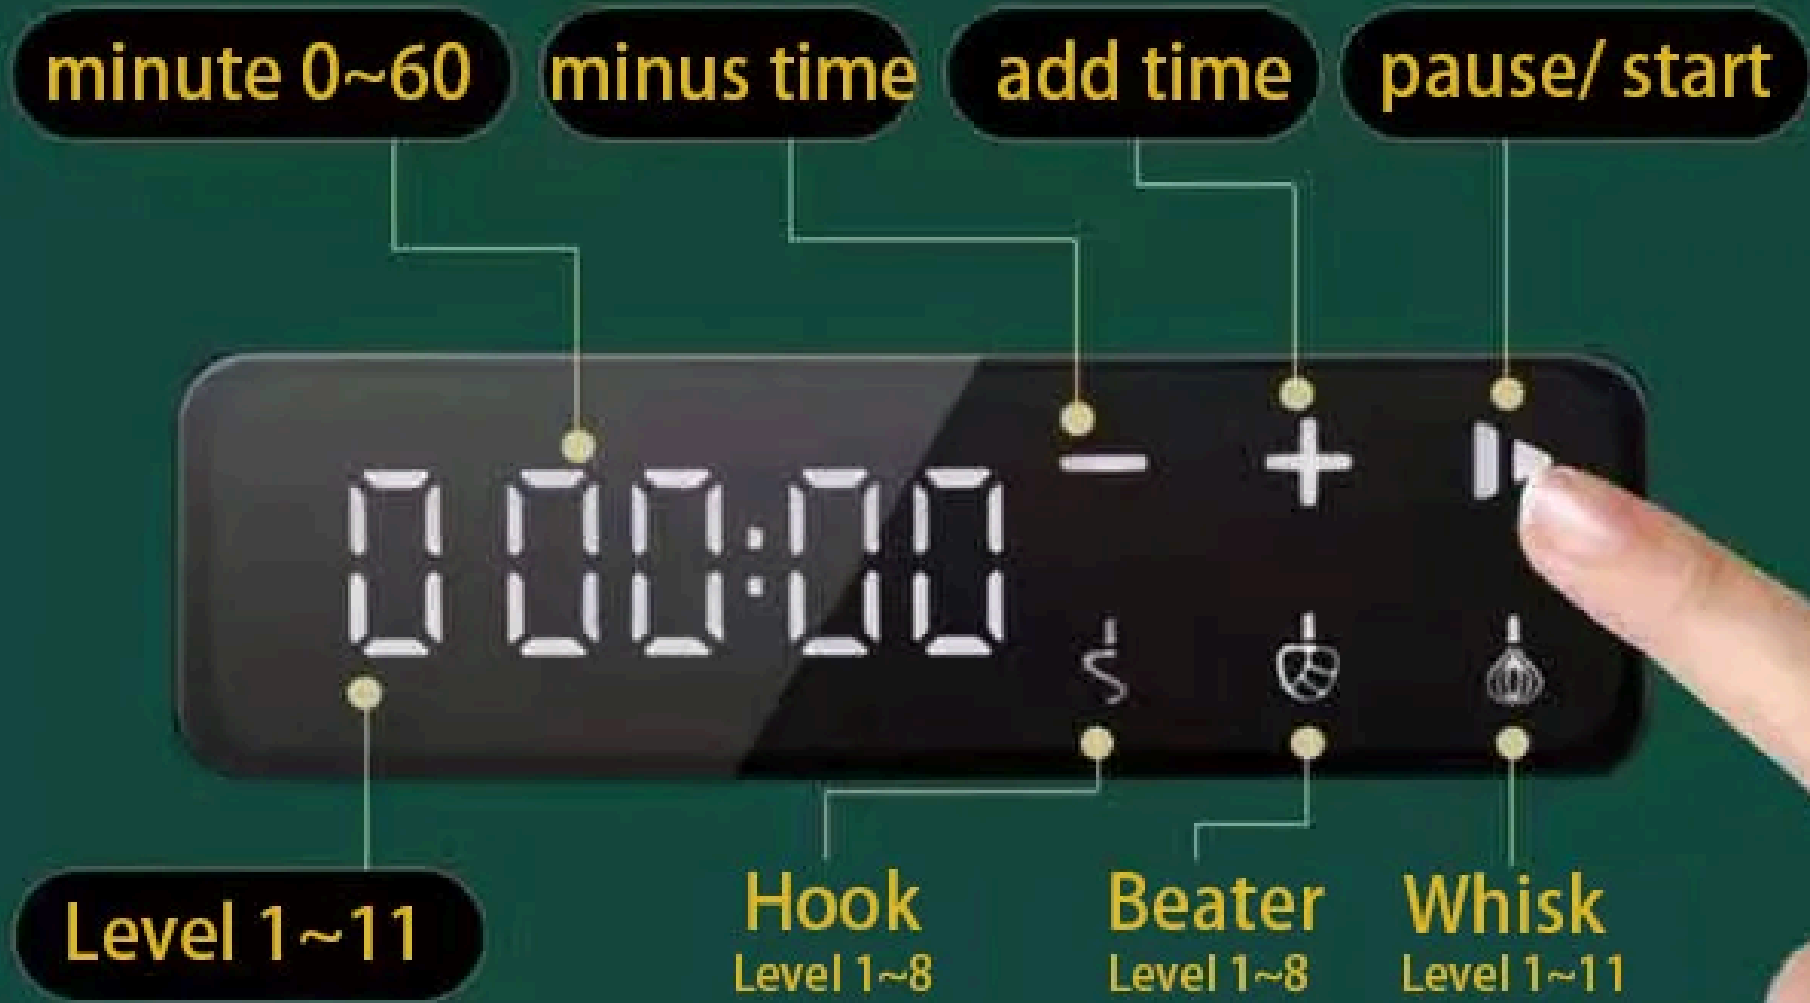 minute 0~60
minus time
add time
pause/ start
0 00:00
Level 1~11
Hook
Level 1~8
Beater
Level 1~8
Whisk
Level 1~11